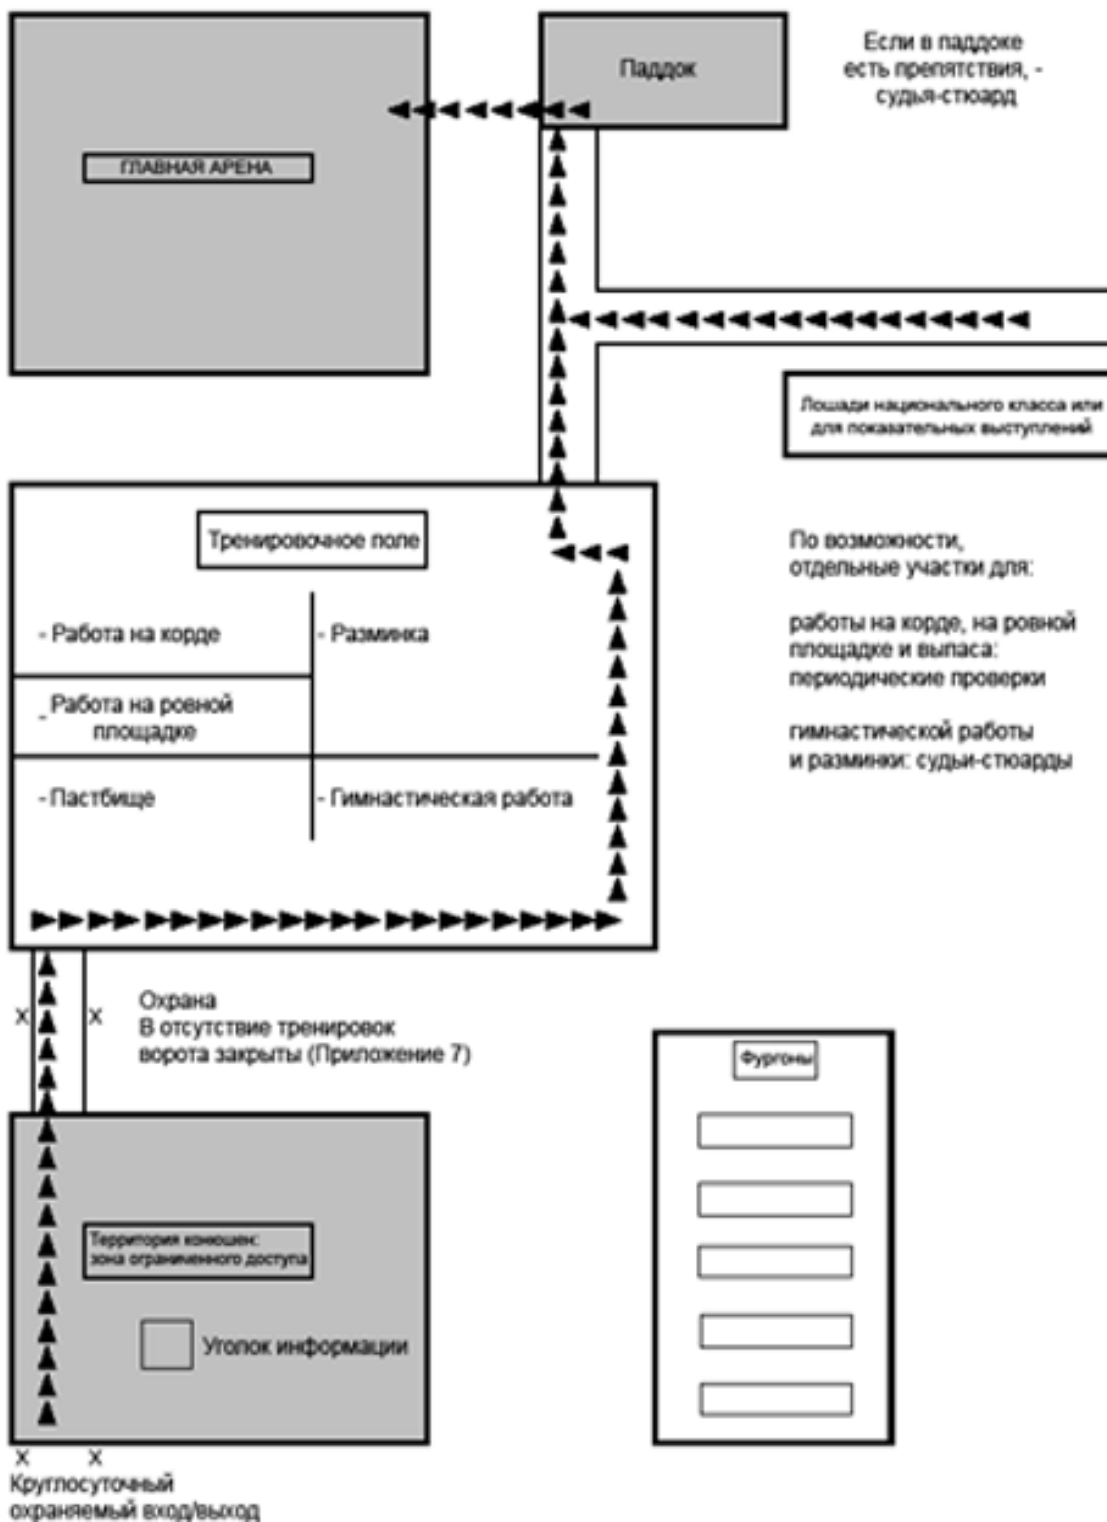 Паддок
Если в паддоке
есть препятствия, -
судья-стюард
ГЛАВНАЯ АРЕНА
Лошади национального класса или
для показательных выступлений
Тренировочное поле
- Работа на корде
- Разминка
- Работа на ровной
площадке
- Пастбище
- Гимнастическая работа
По возможности,
отдельные участки для:
работы на корде, на ровной
площадке и выпаса:
периодические проверки
гимнастической работы
и разминки: судьи-стюарды
X X
Охрана
В отсутствие тренировок
ворота закрыты (Приложение 7)
Фургоны
Территория конюшен:
зона ограниченного доступа
Уголок информации
X X
Круглосуточный
охраняемый вход/выход